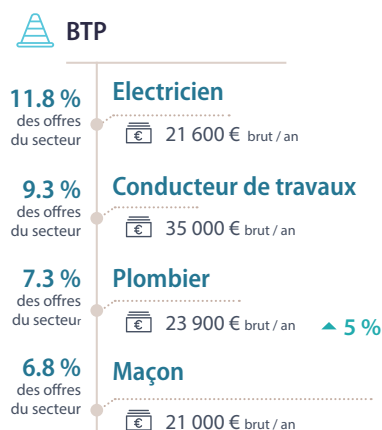 BTP
11.8 %
des offres
du secteur
Electricien
21 600 € brut / an
9.3 %
des offres
du secteur
Conducteur de travaux
35 000 € brut / an
7.3 %
des offres
du secteur
Plombier
23 900 € brut / an
5 %
6.8 %
des offres
du secteur
Maçon
21 000 € brut / an